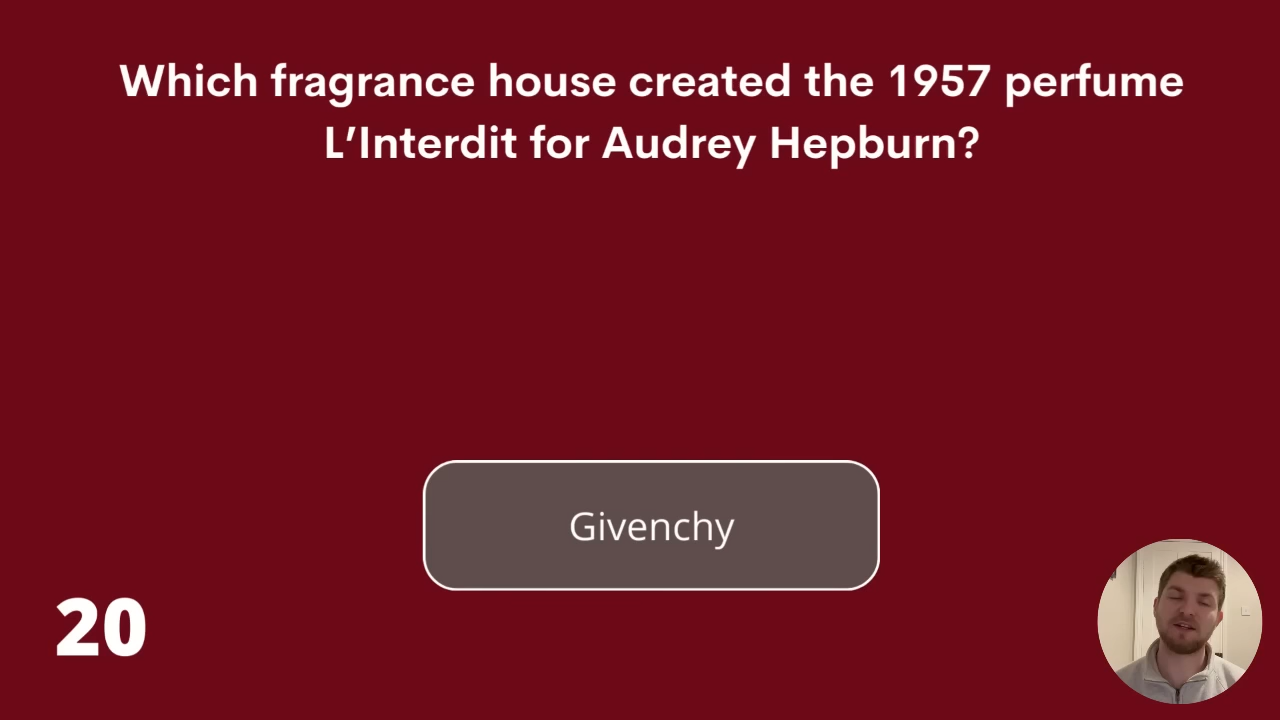 Which fragrance house created the 1957 perfume
L’Interdit for Audrey Hepburn?
Givenchy
20